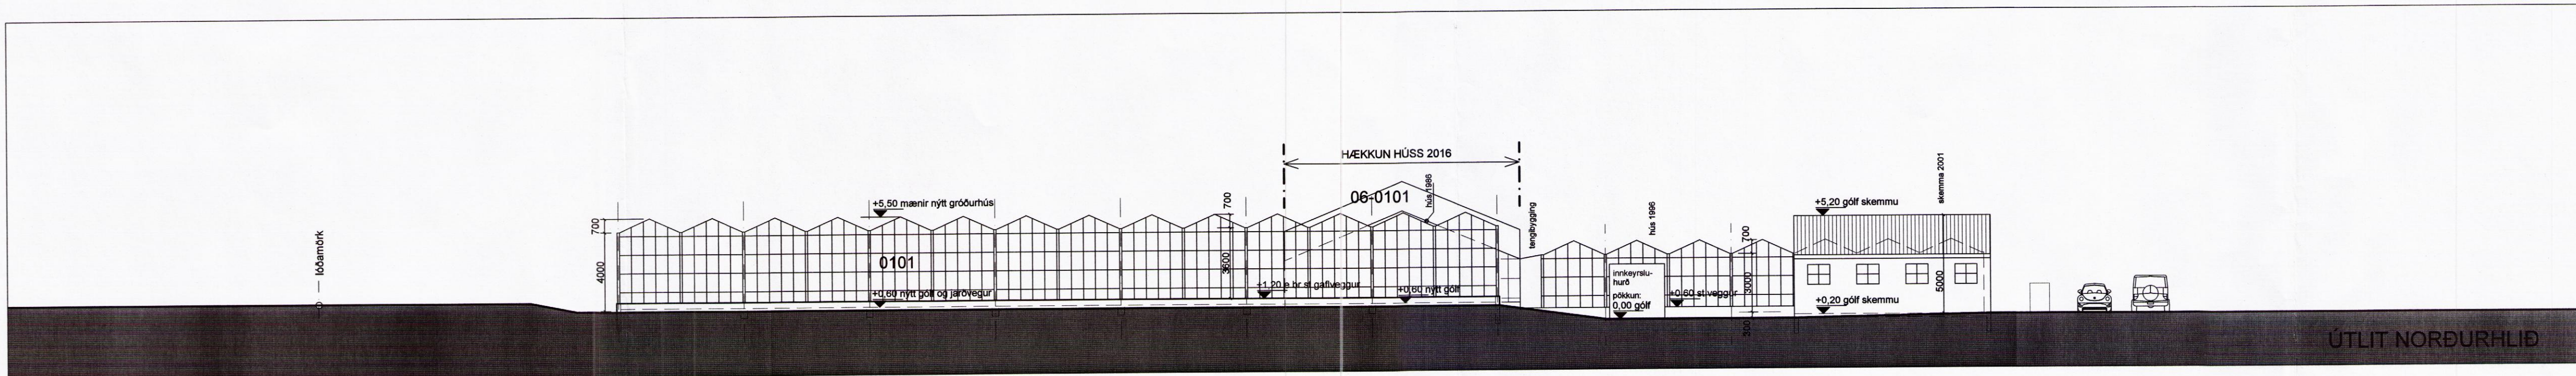 lóðamörk
700
4000
+5,50 mænir nýtt gróðurhús
0101
+0,60 nýtt gólf og jarðvegur
700
3600
HÆKKUN HÚSS 2016
06-0101
hús 1986
+1,20 e br st gaflveggur
+0,60 nýtt gólf
tengibygging
hús 1996
innkeyrslu-
hurð
pökkun:
0,00 gólf
+0,60 st veggur
700
3000
500
+5,20 gólf skemmu
+0,20 gólf skemmu
skemma 2001
5000
ÚTLIT NORÐURHLIÐ